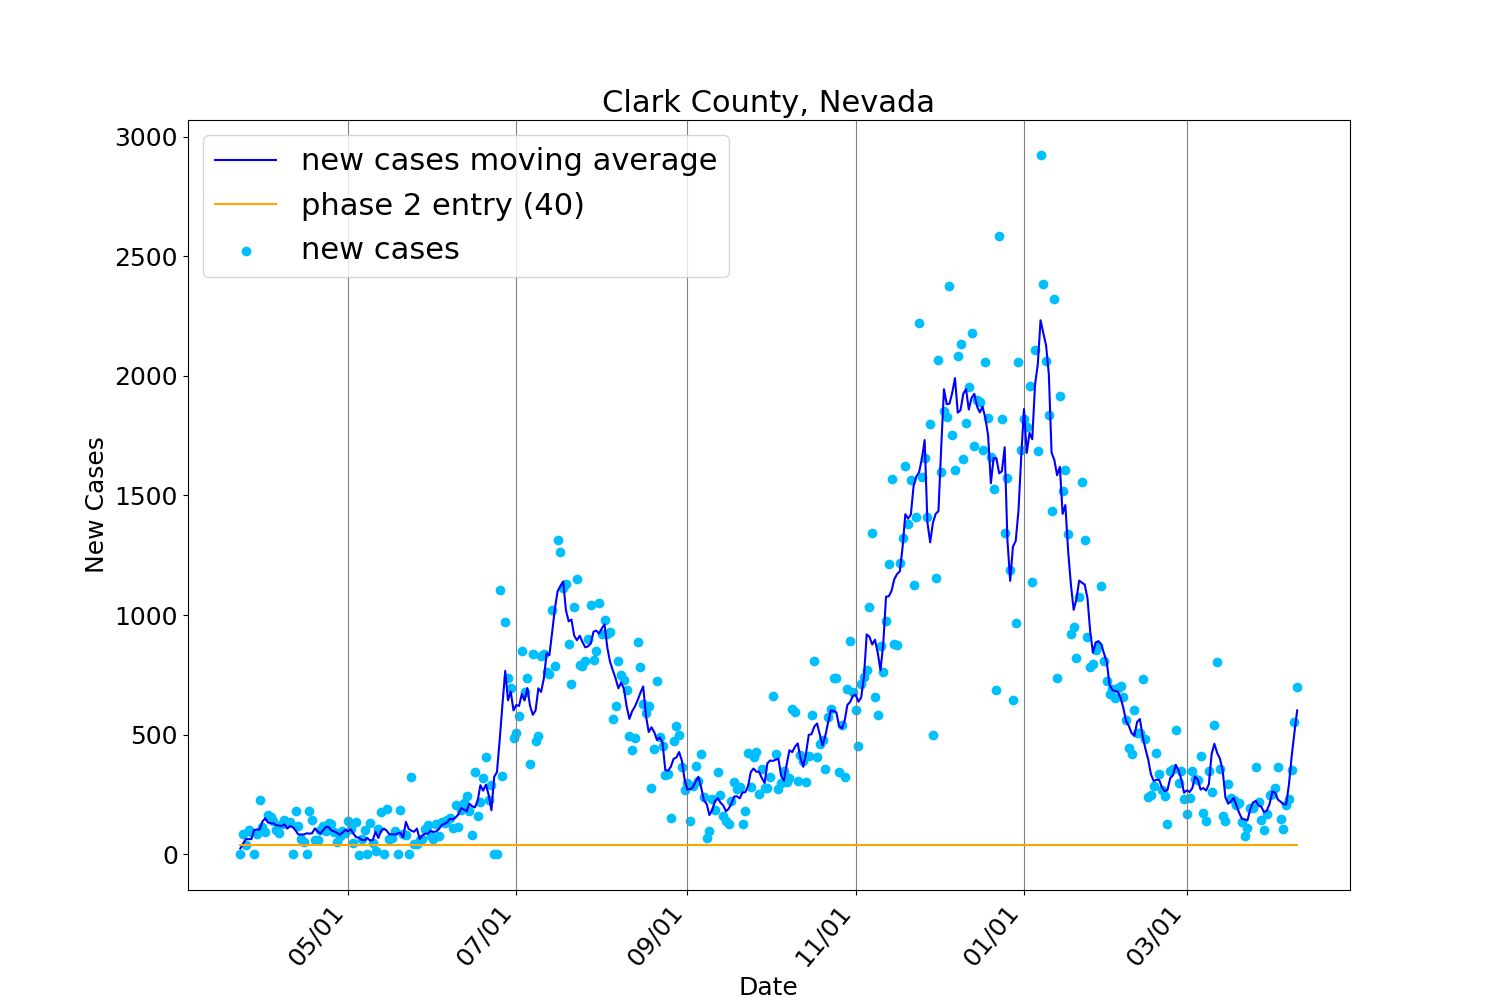 Clark County, Nevada
new cases moving average
phase 2 entry (40)
new cases
3000
2500
2000
1500
1000
500
0
New Cases
05/01
07/01
09/01
11/01
01/01
03/01
Date